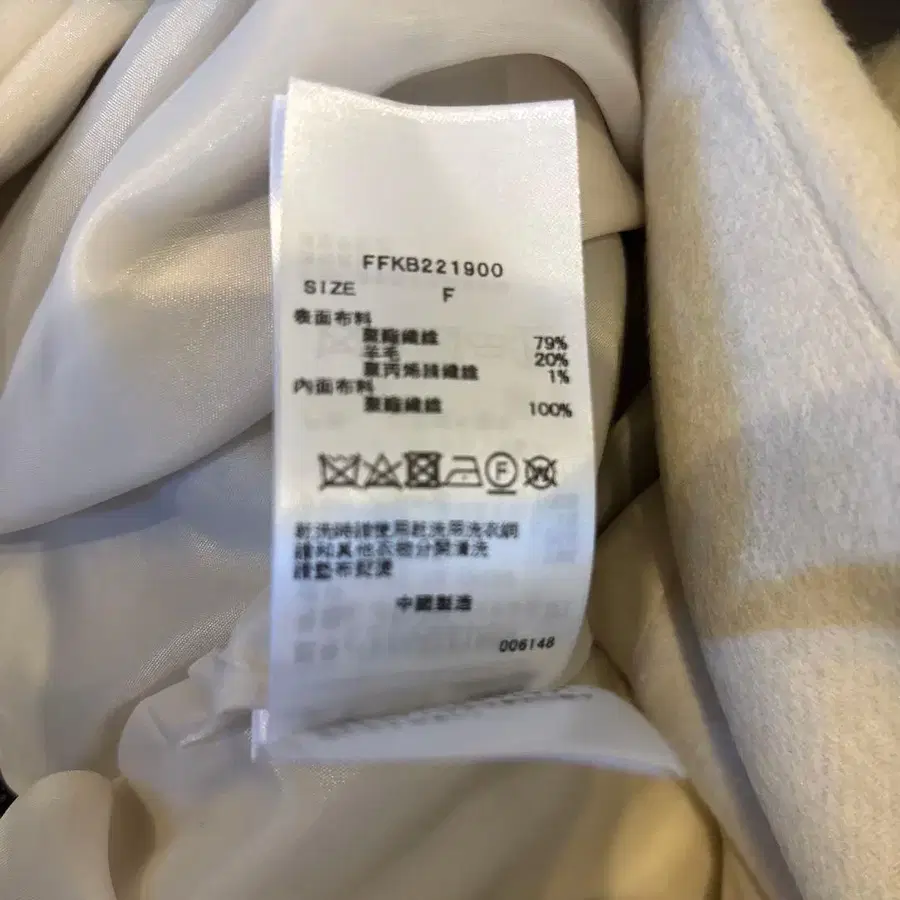 FFKB221900
SIZE F
表面布料
聚酯纖維 79%
羊毛 20%
聚丙烯腈纖維 1%
內面布料
聚酯纖維 100%
F
W
乾洗時請使用乾洗用洗衣網
請和其他衣物分開清洗
請墊布熨燙
中國製造
006148